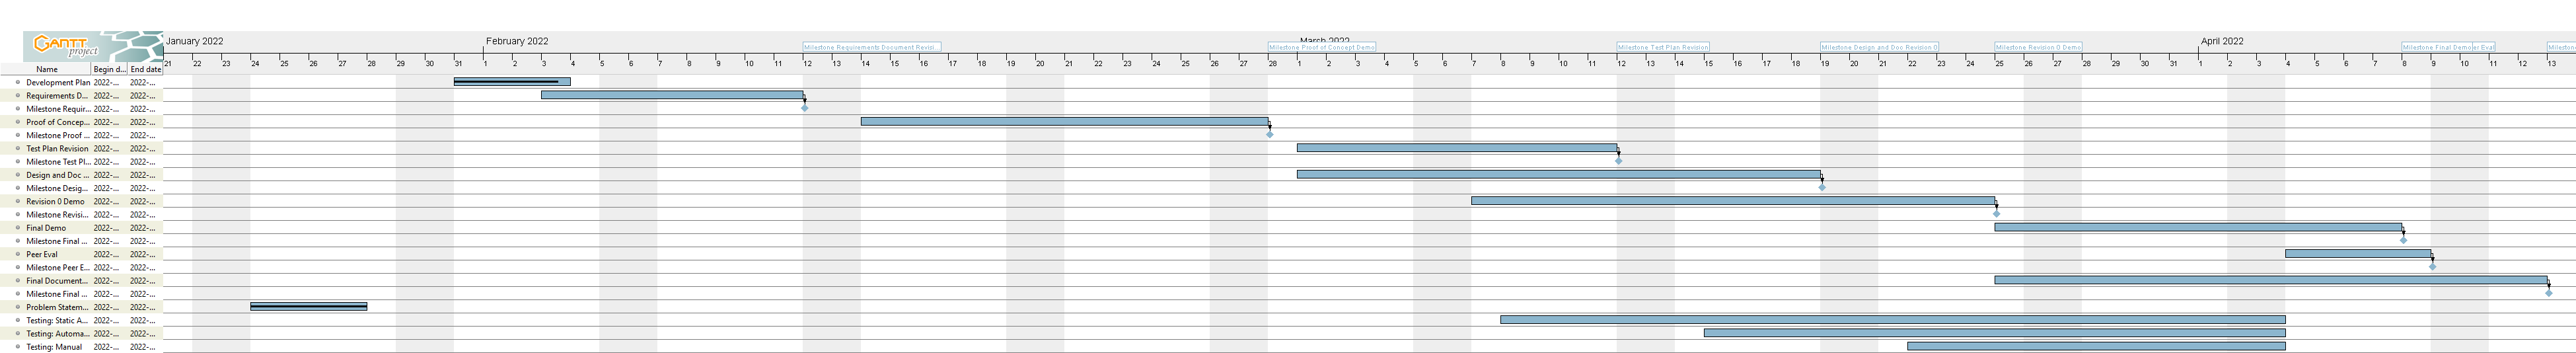 GANTT
project
January 2022 February 2022 March 2022 April 2022
Milestone Requirements Document Revisi... Milestone Proof of Concept Demo Milestone Test Plan Revision Milestone Design and Doc Revision 0 Milestone Revision 0 Demo Milestone Final Demo er Eval Mileston
Name Begin d... End date 21 22 23 24 25 26 27 28 29 30 31 1 2 3 4 5 6 7 8 9 10 11 12 13 14 15 16 17 18 19 20 21 22 23 24 25 26 27 28 1 2 3 4 5 6 7 8 9 10 11 12 13 14 15 16 17 18 19 20 21 22 23 24 25 26 27 28 29 30 31 1 2 3 4 5 6 7 8 9 10 11 12 13
Development Plan 2022-... 2022-...
Requirements D... 2022-... 2022-...
Milestone Requir... 2022-... 2022-...
Proof of Concep... 2022-... 2022-...
Milestone Proof ... 2022-... 2022-...
Test Plan Revision 2022-... 2022-...
Milestone Test Pl... 2022-... 2022-...
Design and Doc ... 2022-... 2022-...
Milestone Desig... 2022-... 2022-...
Revision 0 Demo 2022-... 2022-...
Milestone Revisi... 2022-... 2022-...
Final Demo 2022-... 2022-...
Milestone Final ... 2022-... 2022-...
Peer Eval 2022-... 2022-...
Milestone Peer E... 2022-... 2022-...
Final Document... 2022-... 2022-...
Milestone Final ... 2022-... 2022-...
Problem Statem... 2022-... 2022-...
Testing: Static A... 2022-... 2022-...
Testing: Automa... 2022-... 2022-...
Testing: Manual 2022-... 2022-...